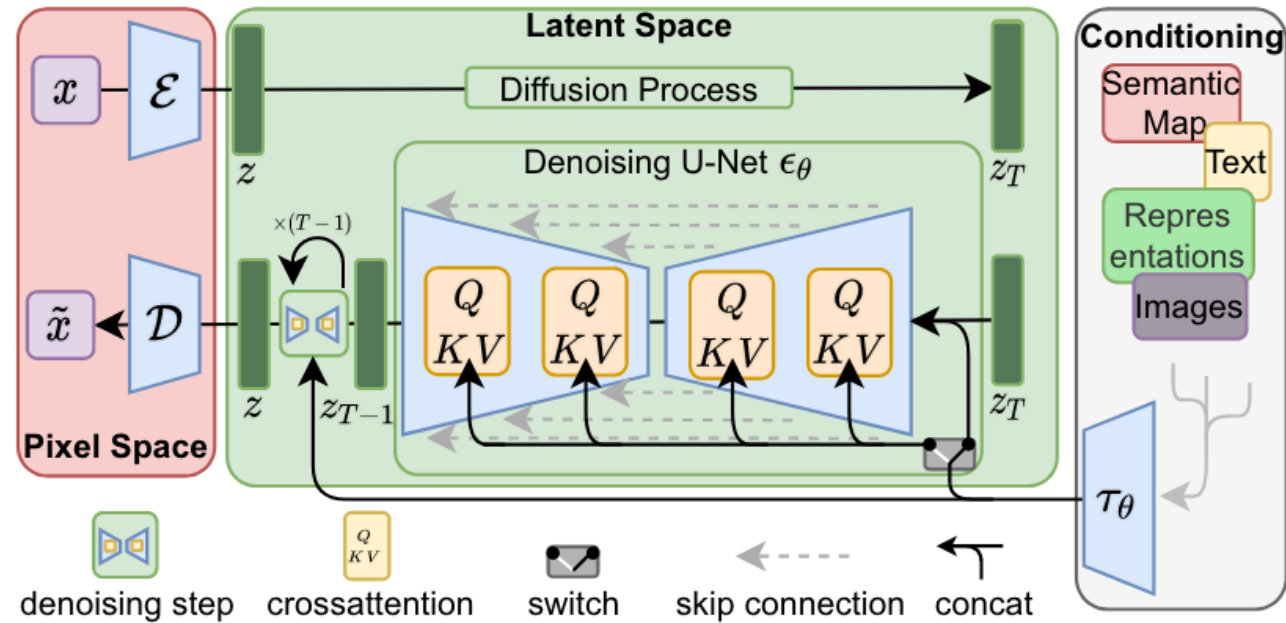 Latent Space
Conditioning
x
ℰ
Diffusion Process
Semantic
Map
Text
z
Denoising U-Net ϵ_θ
z_T
Repres
entations
Images
×(T−1)
x̃
𝒟
Q
KV
Q
KV
Q
KV
Q
KV
z
z_{T−1}
z_T
Pixel Space
τ_θ
Q
KV
denoising step
crossattention
switch
skip connection
concat